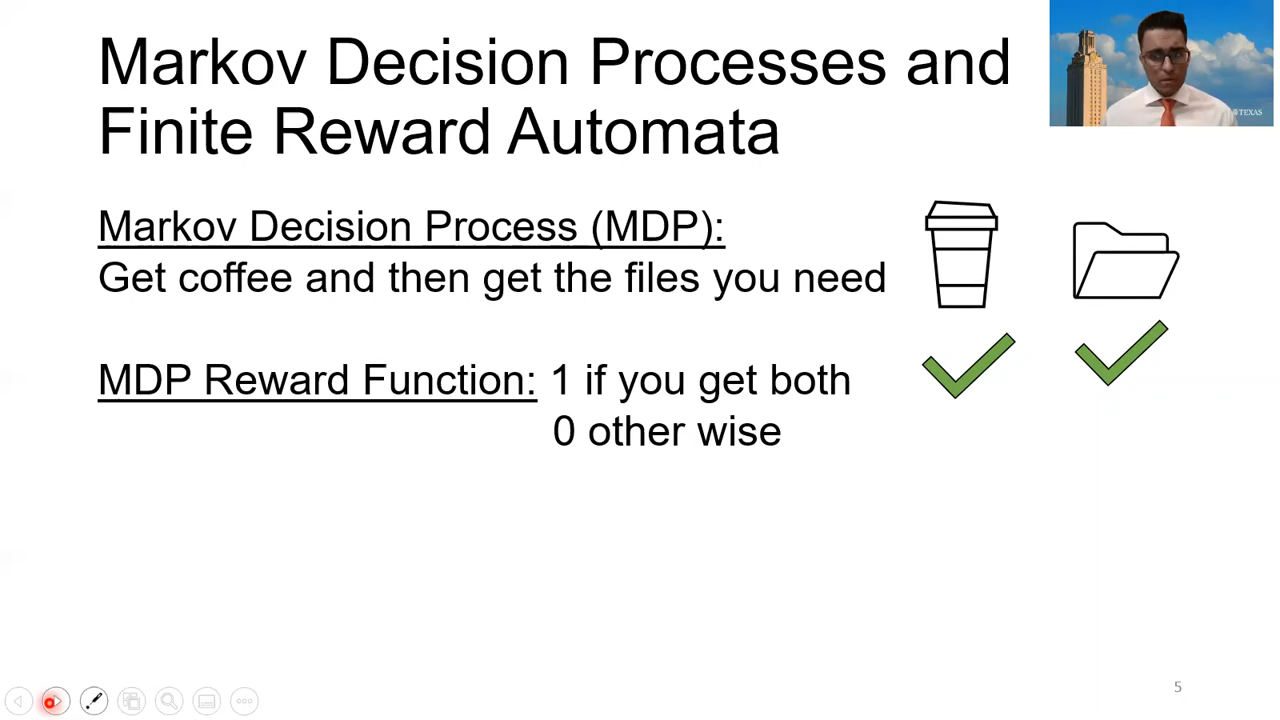 Markov Decision Processes and
Finite Reward Automata
TEXAS
Markov Decision Process (MDP):
Get coffee and then get the files you need
MDP Reward Function: 1 if you get both
0 other wise
5